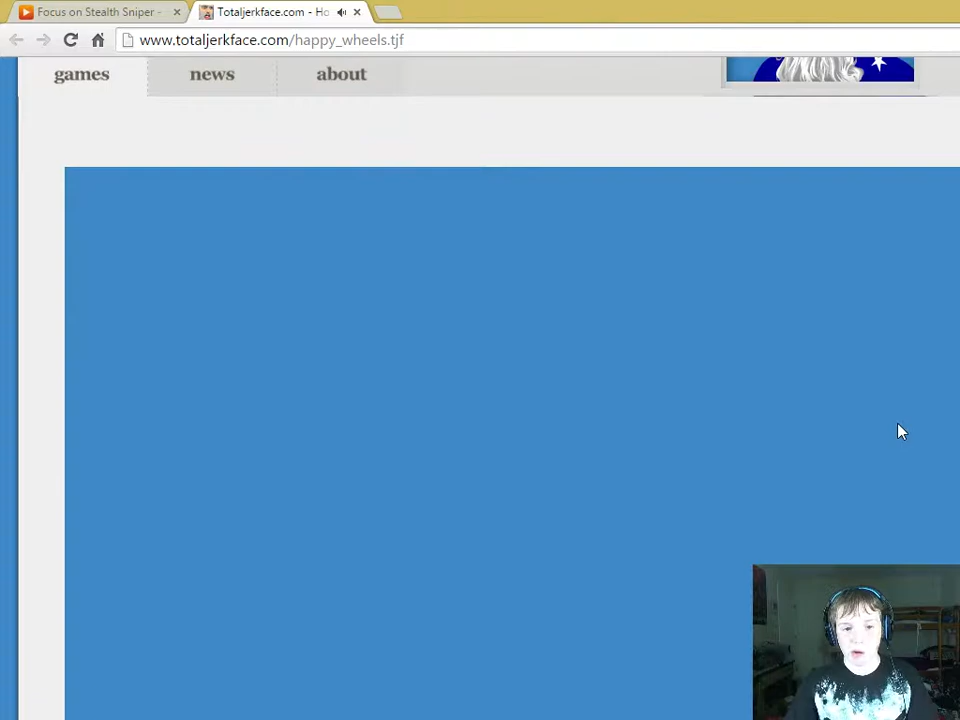 Focus on Stealth Sniper -
Totaljerkface.com - Ho
www.totaljerkface.com/happy_wheels.tjf
games
news
about